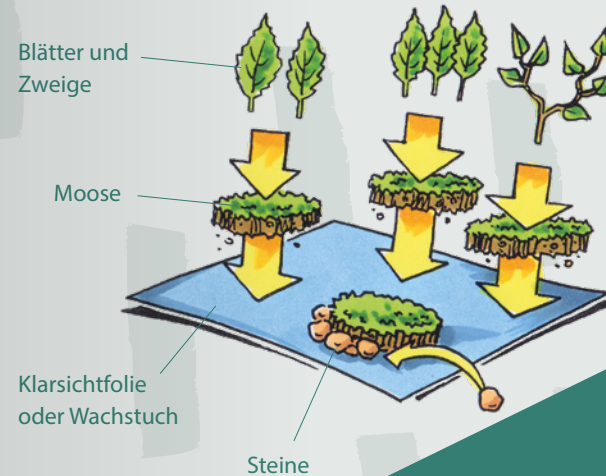 Blätter und
Zweige
Moose
Klarsichtfolie
oder Wachstuch
Steine